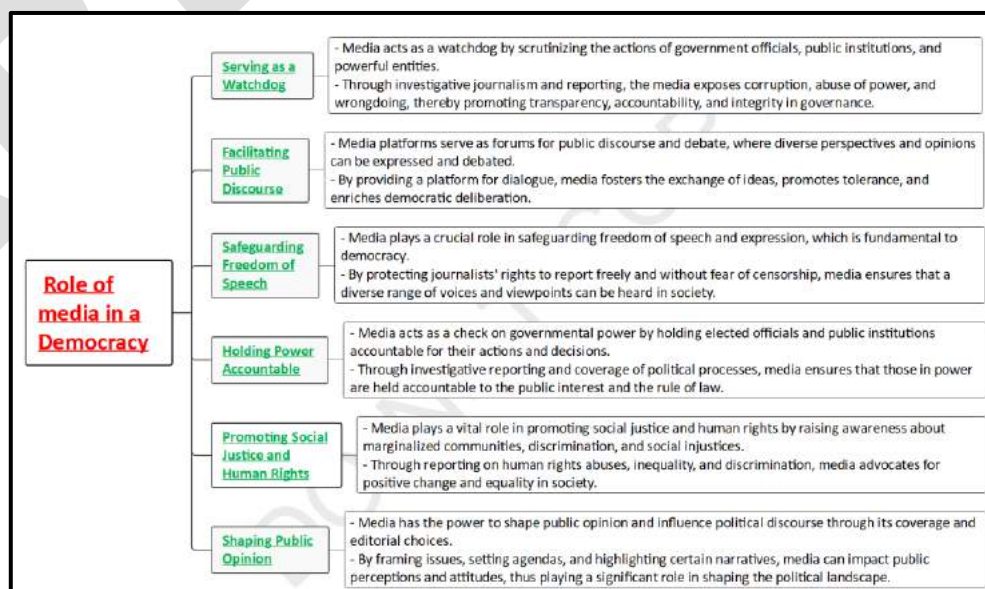 Role of
media in a
Democracy
Serving as a
Watchdog
- Media acts as a watchdog by scrutinizing the actions of government officials, public institutions, and
powerful entities.
- Through investigative journalism and reporting, the media exposes corruption, abuse of power, and
wrongdoing, thereby promoting transparency, accountability, and integrity in governance.
Facilitating
Public
Discourse
- Media platforms serve as forums for public discourse and debate, where diverse perspectives and opinions
can be expressed and debated.
- By providing a platform for dialogue, media fosters the exchange of ideas, promotes tolerance, and
enriches democratic deliberation.
Safeguarding
Freedom of
Speech
- Media plays a crucial role in safeguarding freedom of speech and expression, which is fundamental to
democracy.
- By protecting journalists' rights to report freely and without fear of censorship, media ensures that a
diverse range of voices and viewpoints can be heard in society.
Holding Power
Accountable
- Media acts as a check on governmental power by holding elected officials and public institutions
accountable for their actions and decisions.
- Through investigative reporting and coverage of political processes, media ensures that those in power
are held accountable to the public interest and the rule of law.
Promoting Social
Justice and
Human Rights
- Media plays a vital role in promoting social justice and human rights by raising awareness about
marginalized communities, discrimination, and social injustices.
- Through reporting on human rights abuses, inequality, and discrimination, media advocates for
positive change and equality in society.
Shaping Public
Opinion
- Media has the power to shape public opinion and influence political discourse through its coverage and
editorial choices.
- By framing issues, setting agendas, and highlighting certain narratives, media can impact public
perceptions and attitudes, thus playing a significant role in shaping the political landscape.